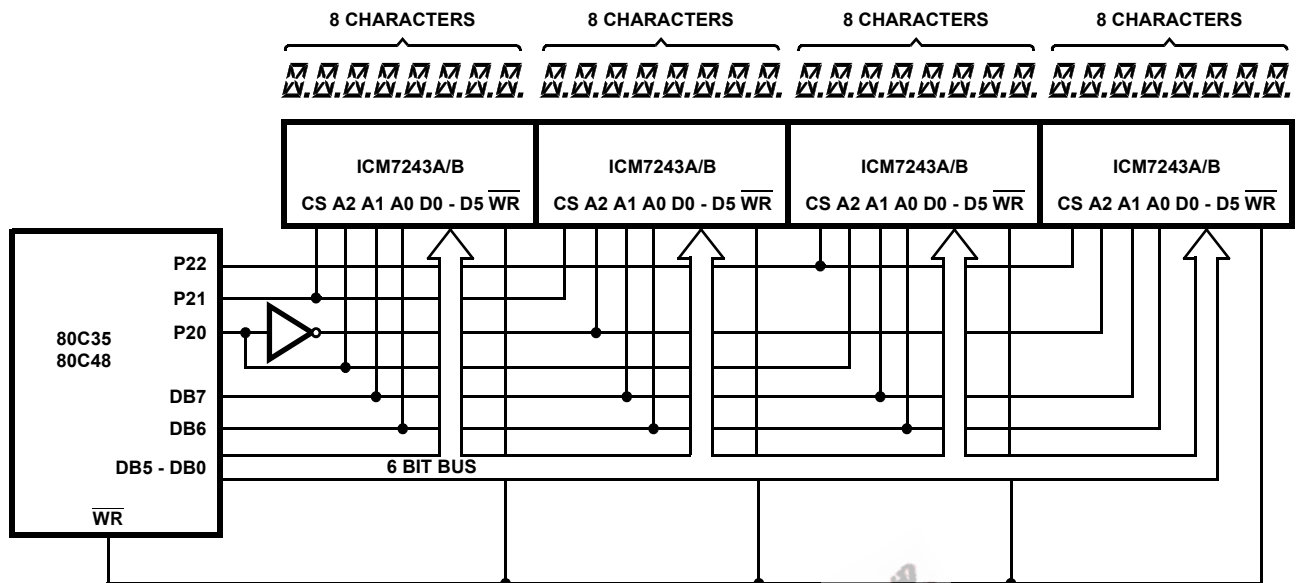 8 CHARACTERS 8 CHARACTERS 8 CHARACTERS 8 CHARACTERS
ICM7243A/B ICM7243A/B ICM7243A/B ICM7243A/B
CS A2 A1 A0 D0 - D5 WR CS A2 A1 A0 D0 - D5 WR CS A2 A1 A0 D0 - D5 WR CS A2 A1 A0 D0 - D5 WR
P22
P21
P20
80C35
80C48
DB7
DB6
DB5 - DB0
6 BIT BUS
WR